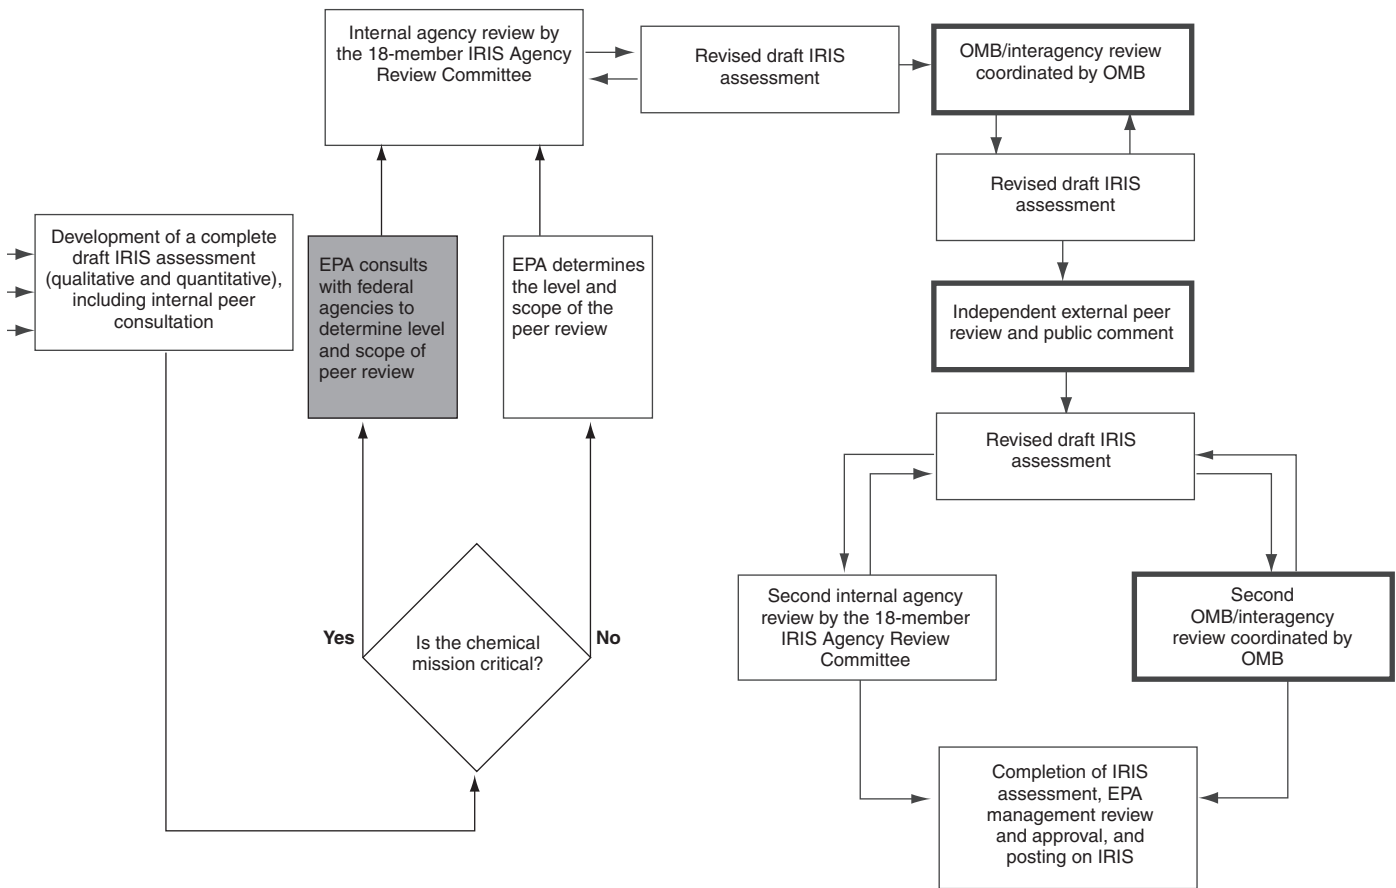 Internal agency review by
the 18-member IRIS Agency
Review Committee
Revised draft IRIS
assessment
OMB/interagency review
coordinated by OMB
Revised draft IRIS
assessment
Development of a complete
draft IRIS assessment
(qualitative and quantitative),
including internal peer
consultation
EPA consults
with federal
agencies to
determine level
and scope of
peer review
EPA determines
the level and
scope of the
peer review
Independent external peer
review and public comment
Revised draft IRIS
assessment
Yes
Is the chemical
mission critical?
No
Second internal agency
review by the 18-member
IRIS Agency Review
Committee
Second
OMB/interagency
review coordinated by
OMB
Completion of IRIS
assessment, EPA
management review
and approval, and
posting on IRIS